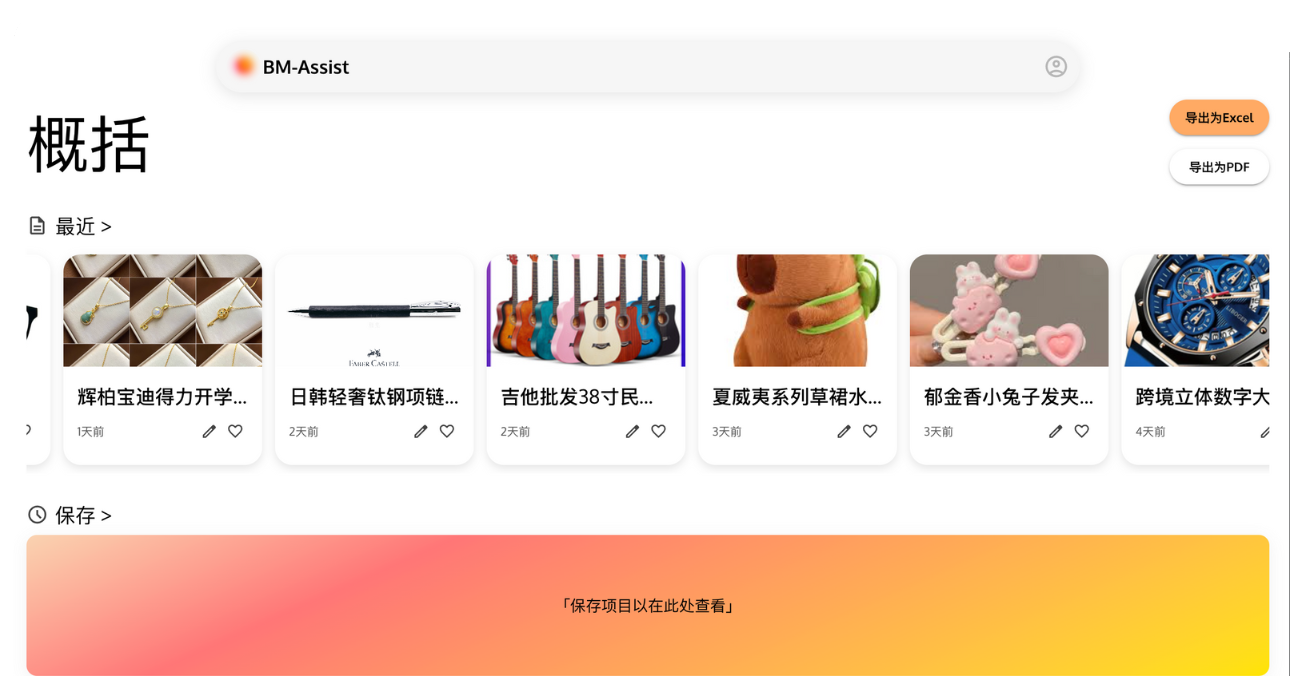 BM-Assist
概括
导出为Excel
导出为PDF
最近 >
FABER CASTELL
辉柏宝迪得力开学...
1天前
日韩轻奢钛钢项链...
2天前
吉他批发38寸民...
2天前
夏威夷系列草裙水...
3天前
郁金香小兔子发夹...
3天前
跨境立体数字大
4天前
保存 >
「保存项目以在此处查看」